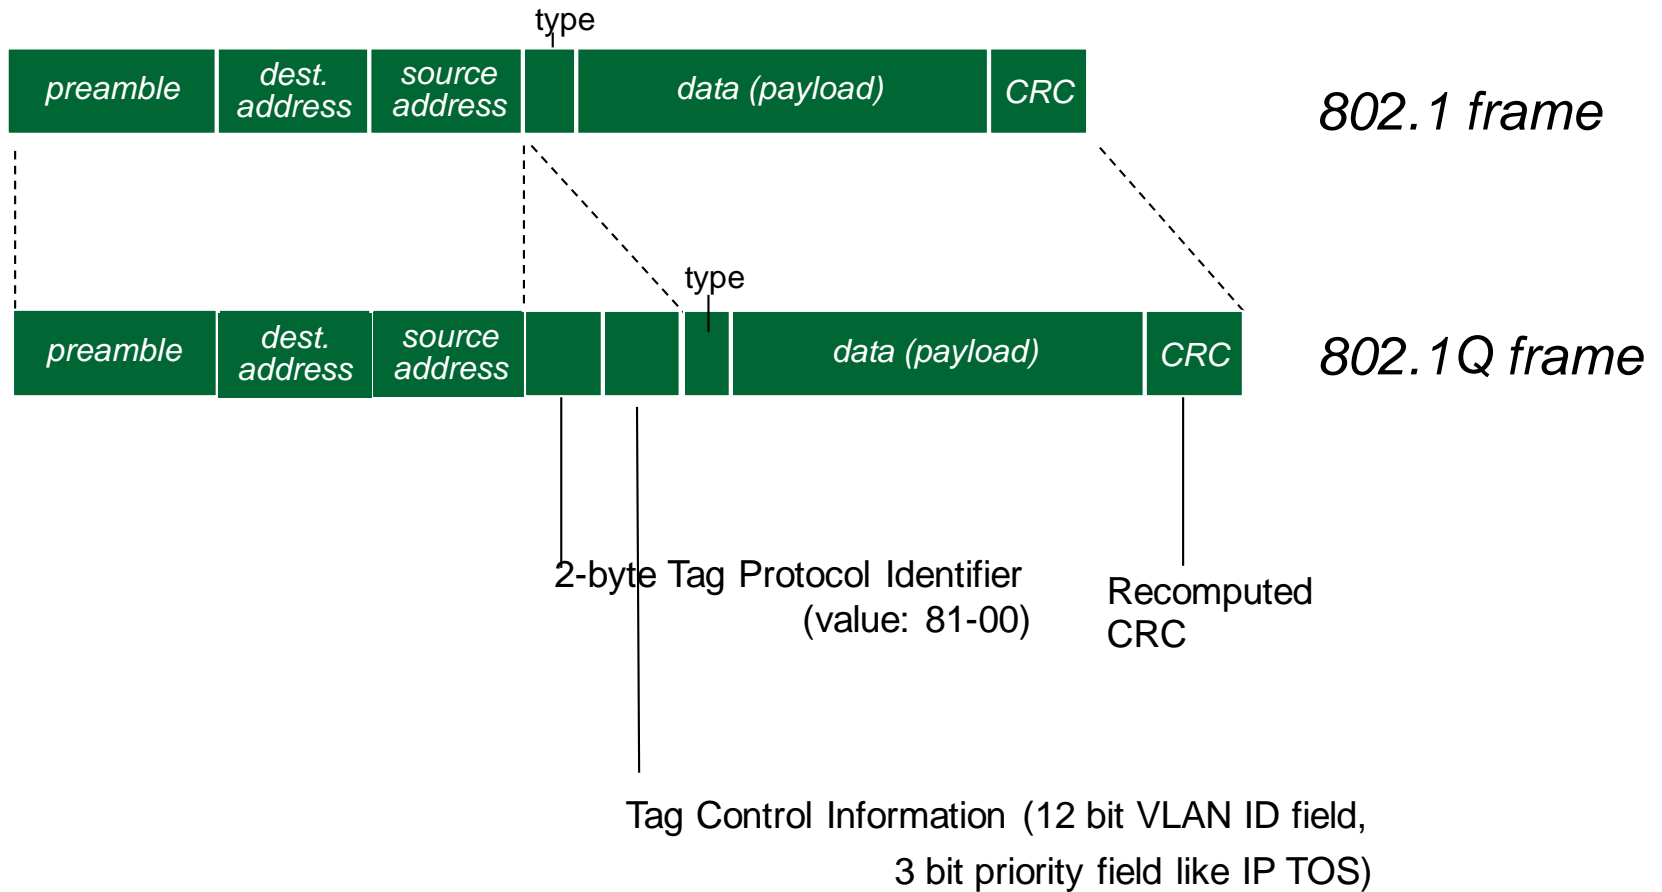 type
preamble
dest.
address
source
address
data (payload)
CRC
802.1 frame
type
preamble
dest.
address
source
address
data (payload)
CRC
802.1Q frame
2-byte Tag Protocol Identifier
(value: 81-00)
Recomputed
CRC
Tag Control Information (12 bit VLAN ID field,
3 bit priority field like IP TOS)